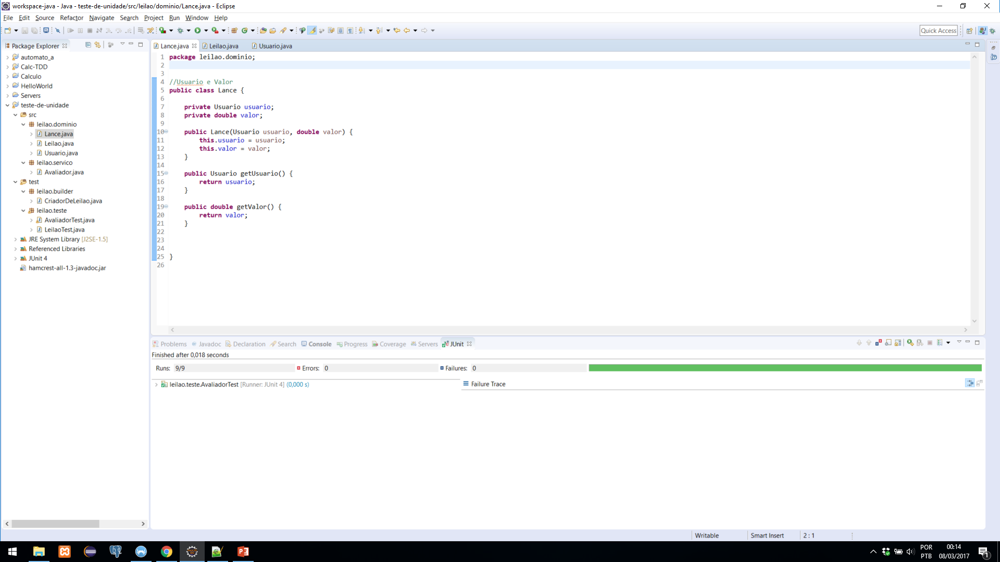 workspace-java - Java - teste-de-unidade/src/leilao/dominio/Lance.java - Eclipse
File Edit Source Refactor Navigate Search Project Run Window Help
Quick Access
Package Explorer
automato_a
Calc-TDD
Calculo
HelloWorld
Servers
teste-de-unidade
src
leilao.dominio
Lance.java
Leilao.java
Usuario.java
leilao.servico
Avaliador.java
test
leilao.builder
CriadorDeLeilao.java
leilao.teste
AvaliadorTest.java
LeilaoTest.java
JRE System Library [J2SE-1.5]
Referenced Libraries
JUnit 4
hamcrest-all-1.3-javadoc.jar
Lance.java Leilao.java Usuario.java
1 package leilao.dominio;
2
3
4 //Usuario e Valor
5 public class Lance {
6
7 private Usuario usuario;
8 private double valor;
9
10 public Lance(Usuario usuario, double valor) {
11 this.usuario = usuario;
12 this.valor = valor;
13 }
14
15 public Usuario getUsuario() {
16 return usuario;
17 }
18
19 public double getValor() {
20 return valor;
21 }
22
23
24
25 }
26
Problems Javadoc Declaration Search Console Progress Coverage Servers JUnit
Finished after 0,018 seconds
Runs: 9/9 Errors: 0 Failures: 0
leilao.teste.AvaliadorTest [Runner: JUnit 4] (0,000 s)
Failure Trace
Writable Smart Insert 2 : 1
POR
PTB
00:14
08/03/2017
1